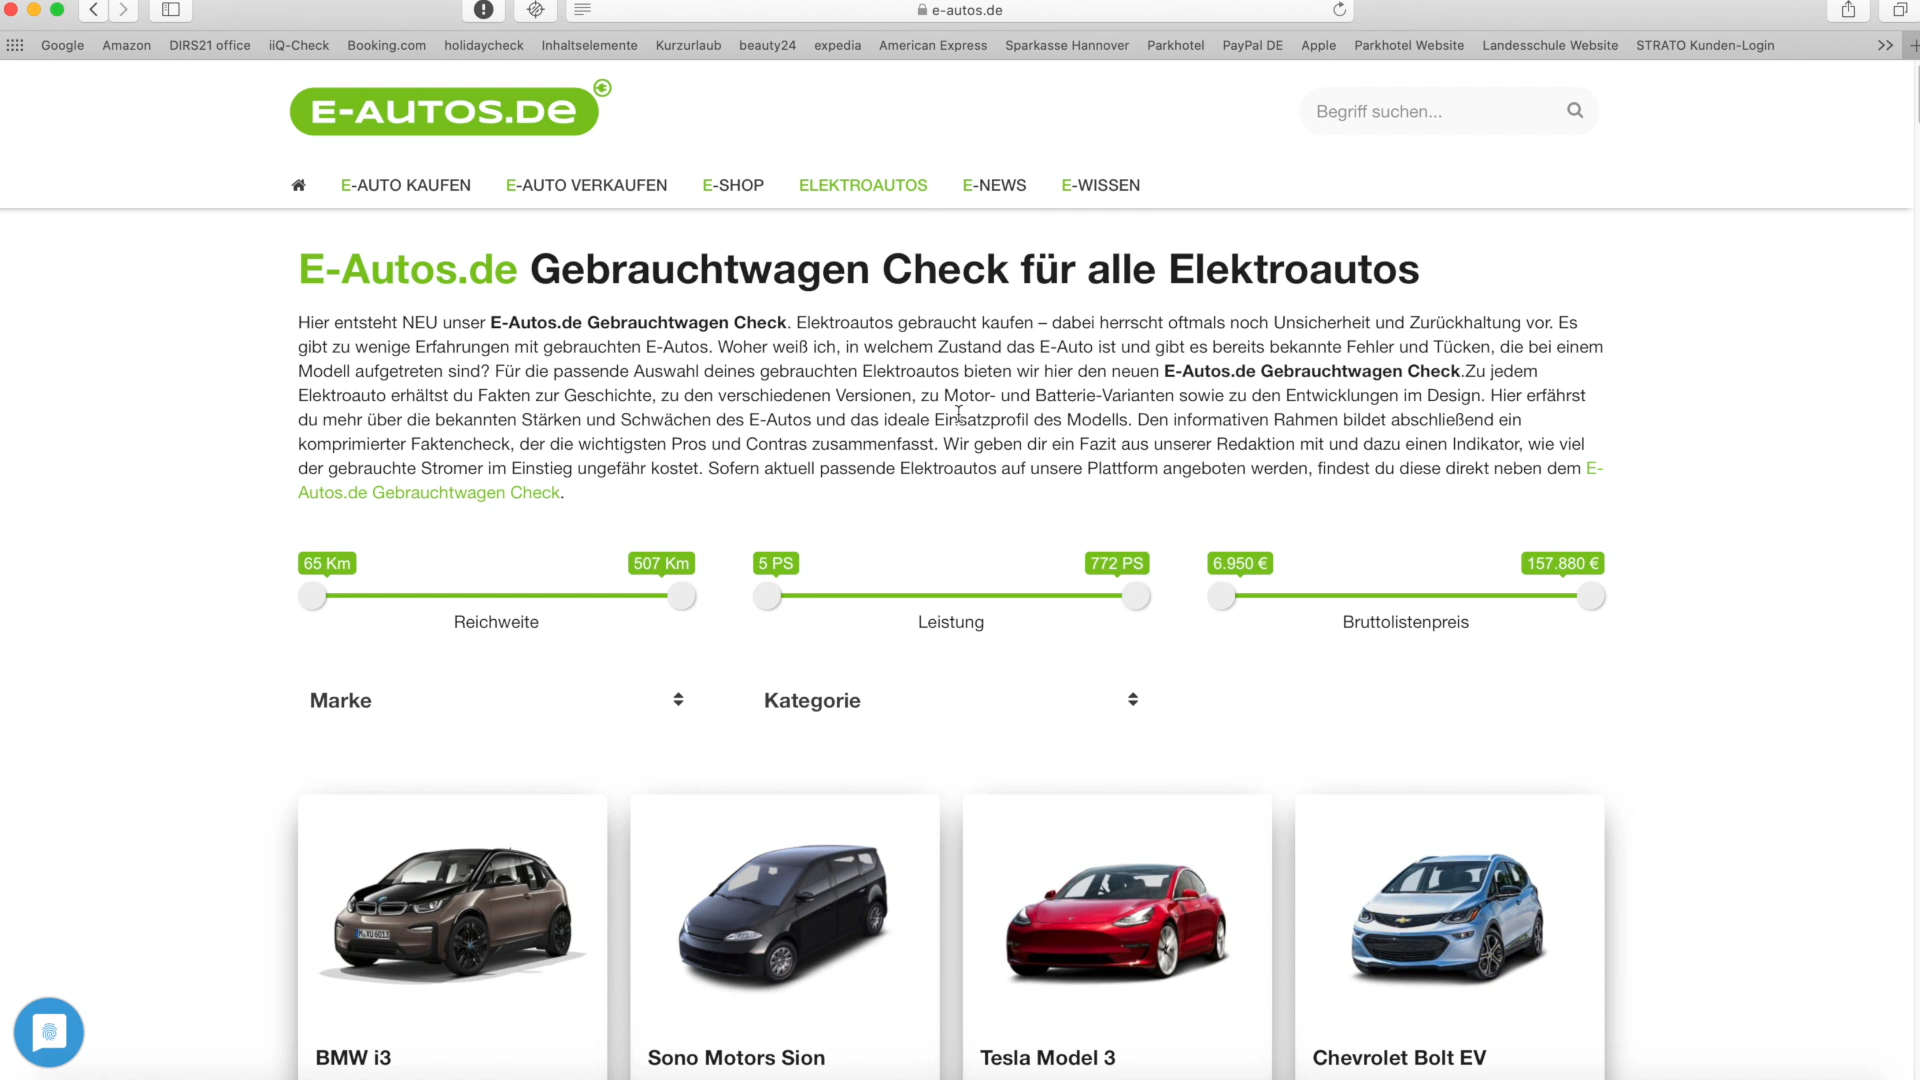 e-autos.de
Google Amazon DIRS21 office iiQ-Check Booking.com holidaycheck Inhaltselemente Kurzurlaub beauty24 expedia American Express Sparkasse Hannover Parkhotel PayPal DE Apple Parkhotel Website Landesschule Website STRATO Kunden-Login
E-AUTOS.DE
Begriff suchen...
E-AUTO KAUFEN E-AUTO VERKAUFEN E-SHOP ELEKTROAUTOS E-NEWS E-WISSEN
E-Autos.de Gebrauchtwagen Check für alle Elektroautos
Hier entsteht NEU unser E-Autos.de Gebrauchtwagen Check. Elektroautos gebraucht kaufen – dabei herrscht oftmals noch Unsicherheit und Zurückhaltung vor. Es
gibt zu wenige Erfahrungen mit gebrauchten E-Autos. Woher weiß ich, in welchem Zustand das E-Auto ist und gibt es bereits bekannte Fehler und Tücken, die bei einem
Modell aufgetreten sind? Für die passende Auswahl deines gebrauchten Elektroautos bieten wir hier den neuen E-Autos.de Gebrauchtwagen Check.Zu jedem
Elektroauto erhältst du Fakten zur Geschichte, zu den verschiedenen Versionen, zu Motor- und Batterie-Varianten sowie zu den Entwicklungen im Design. Hier erfährst
du mehr über die bekannten Stärken und Schwächen des E-Autos und das ideale Einsatzprofil des Modells. Den informativen Rahmen bildet abschließend ein
komprimierter Faktencheck, der die wichtigsten Pros und Contras zusammenfasst. Wir geben dir ein Fazit aus unserer Redaktion mit und dazu einen Indikator, wie viel
der gebrauchte Stromer im Einstieg ungefähr kostet. Sofern aktuell passende Elektroautos auf unsere Plattform angeboten werden, findest du diese direkt neben dem E-
Autos.de Gebrauchtwagen Check.
65 Km 507 Km 5 PS 772 PS 6.950 € 157.880 €
Reichweite Leistung Bruttolistenpreis
Marke Kategorie
M·XU 6013
BMW i3 Sono Motors Sion Tesla Model 3 Chevrolet Bolt EV